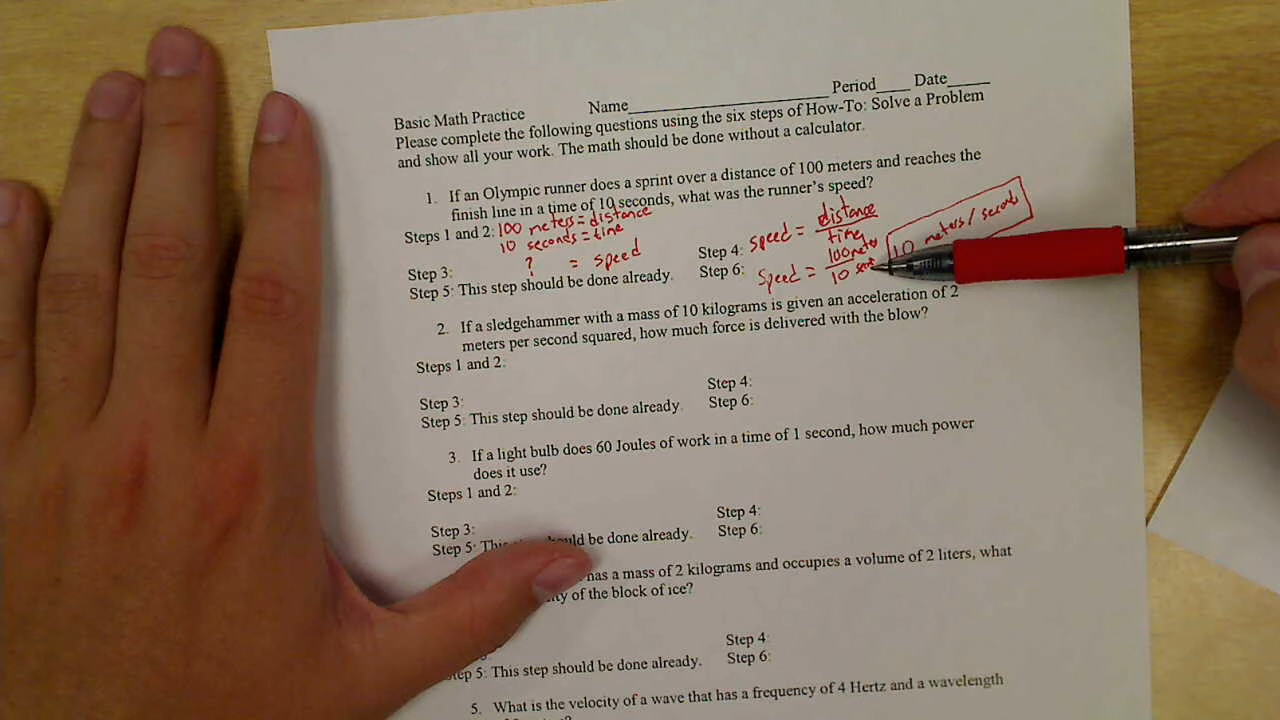 Basic Math Practice Name____________________ Period____ Date_____
Please complete the following questions using the six steps of How-To: Solve a Problem
and show all your work. The math should be done without a calculator.
1. If an Olympic runner does a sprint over a distance of 100 meters and reaches the
finish line in a time of 10 seconds, what was the runner's speed?
Steps 1 and 2: 100 meters = distance
10 seconds = time
Step 3: ? = speed
Step 5: This step should be done already.
Step 4: speed = distance
time
Step 6: Speed = 100 meters
10
10 meters / seconds
2. If a sledgehammer with a mass of 10 kilograms is given an acceleration of 2
meters per second squared, how much force is delivered with the blow?
Steps 1 and 2:
Step 3: Step 4:
Step 5: This step should be done already. Step 6:
3. If a light bulb does 60 Joules of work in a time of 1 second, how much power
does it use?
Steps 1 and 2:
Step 3: Step 4:
Step 5: This should be done already. Step 6:
has a mass of 2 kilograms and occupies a volume of 2 liters, what
of the block of ice?
Step 4:
5: This step should be done already. Step 6:
5. What is the velocity of a wave that has a frequency of 4 Hertz and a wavelength